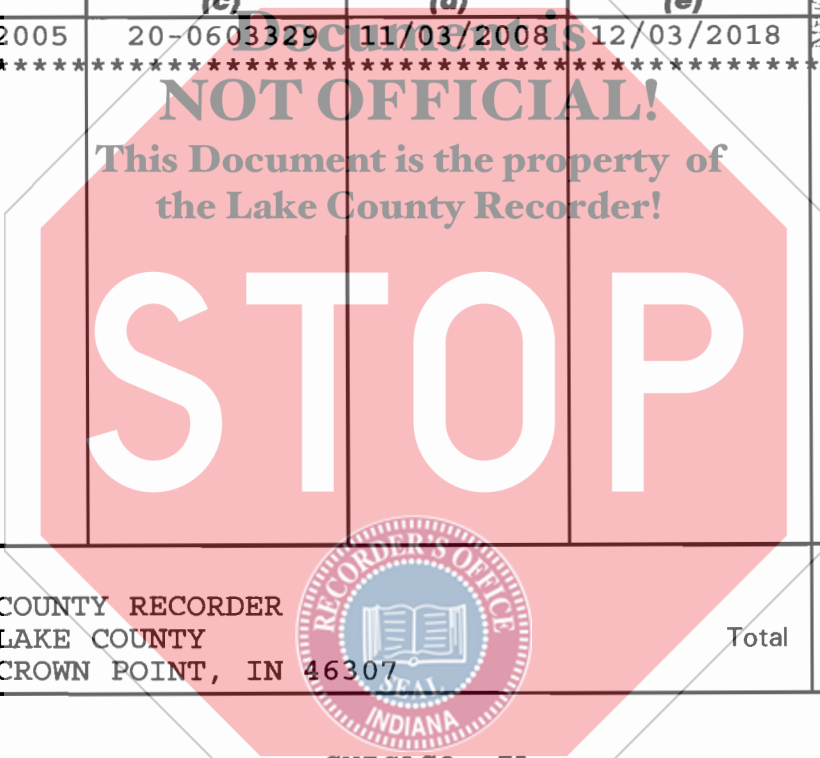 (c) (d) (e)
2005 20-0603329 11/03/2008 12/03/2018
****************************************
Document is
NOT OFFICIAL!
This Document is the property of
the Lake County Recorder!
STOP
RECORDER'S OFFICE
SEAL
INDIANA
COUNTY RECORDER
LAKE COUNTY
CROWN POINT, IN 46307
Total